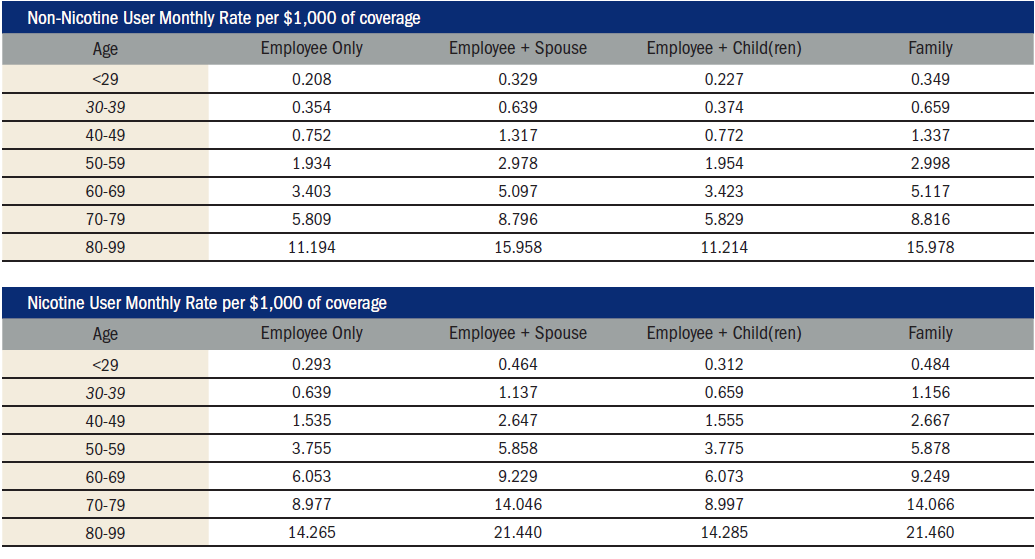 Non-Nicotine User Monthly Rate per $1,000 of coverage
Age Employee Only Employee + Spouse Employee + Child(ren) Family
<29 0.208 0.329 0.227 0.349
30-39 0.354 0.639 0.374 0.659
40-49 0.752 1.317 0.772 1.337
50-59 1.934 2.978 1.954 2.998
60-69 3.403 5.097 3.423 5.117
70-79 5.809 8.796 5.829 8.816
80-99 11.194 15.958 11.214 15.978
Nicotine User Monthly Rate per $1,000 of coverage
Age Employee Only Employee + Spouse Employee + Child(ren) Family
<29 0.293 0.464 0.312 0.484
30-39 0.639 1.137 0.659 1.156
40-49 1.535 2.647 1.555 2.667
50-59 3.755 5.858 3.775 5.878
60-69 6.053 9.229 6.073 9.249
70-79 8.977 14.046 8.997 14.066
80-99 14.265 21.440 14.285 21.460